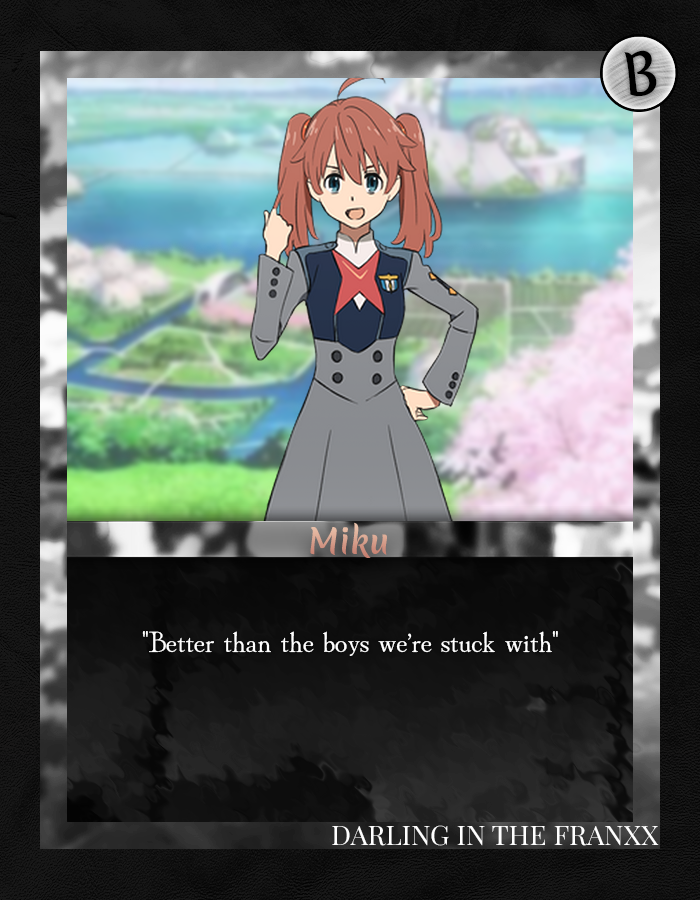 B
Miku
"Better than the boys we're stuck with"
DARLING IN THE FRANXX